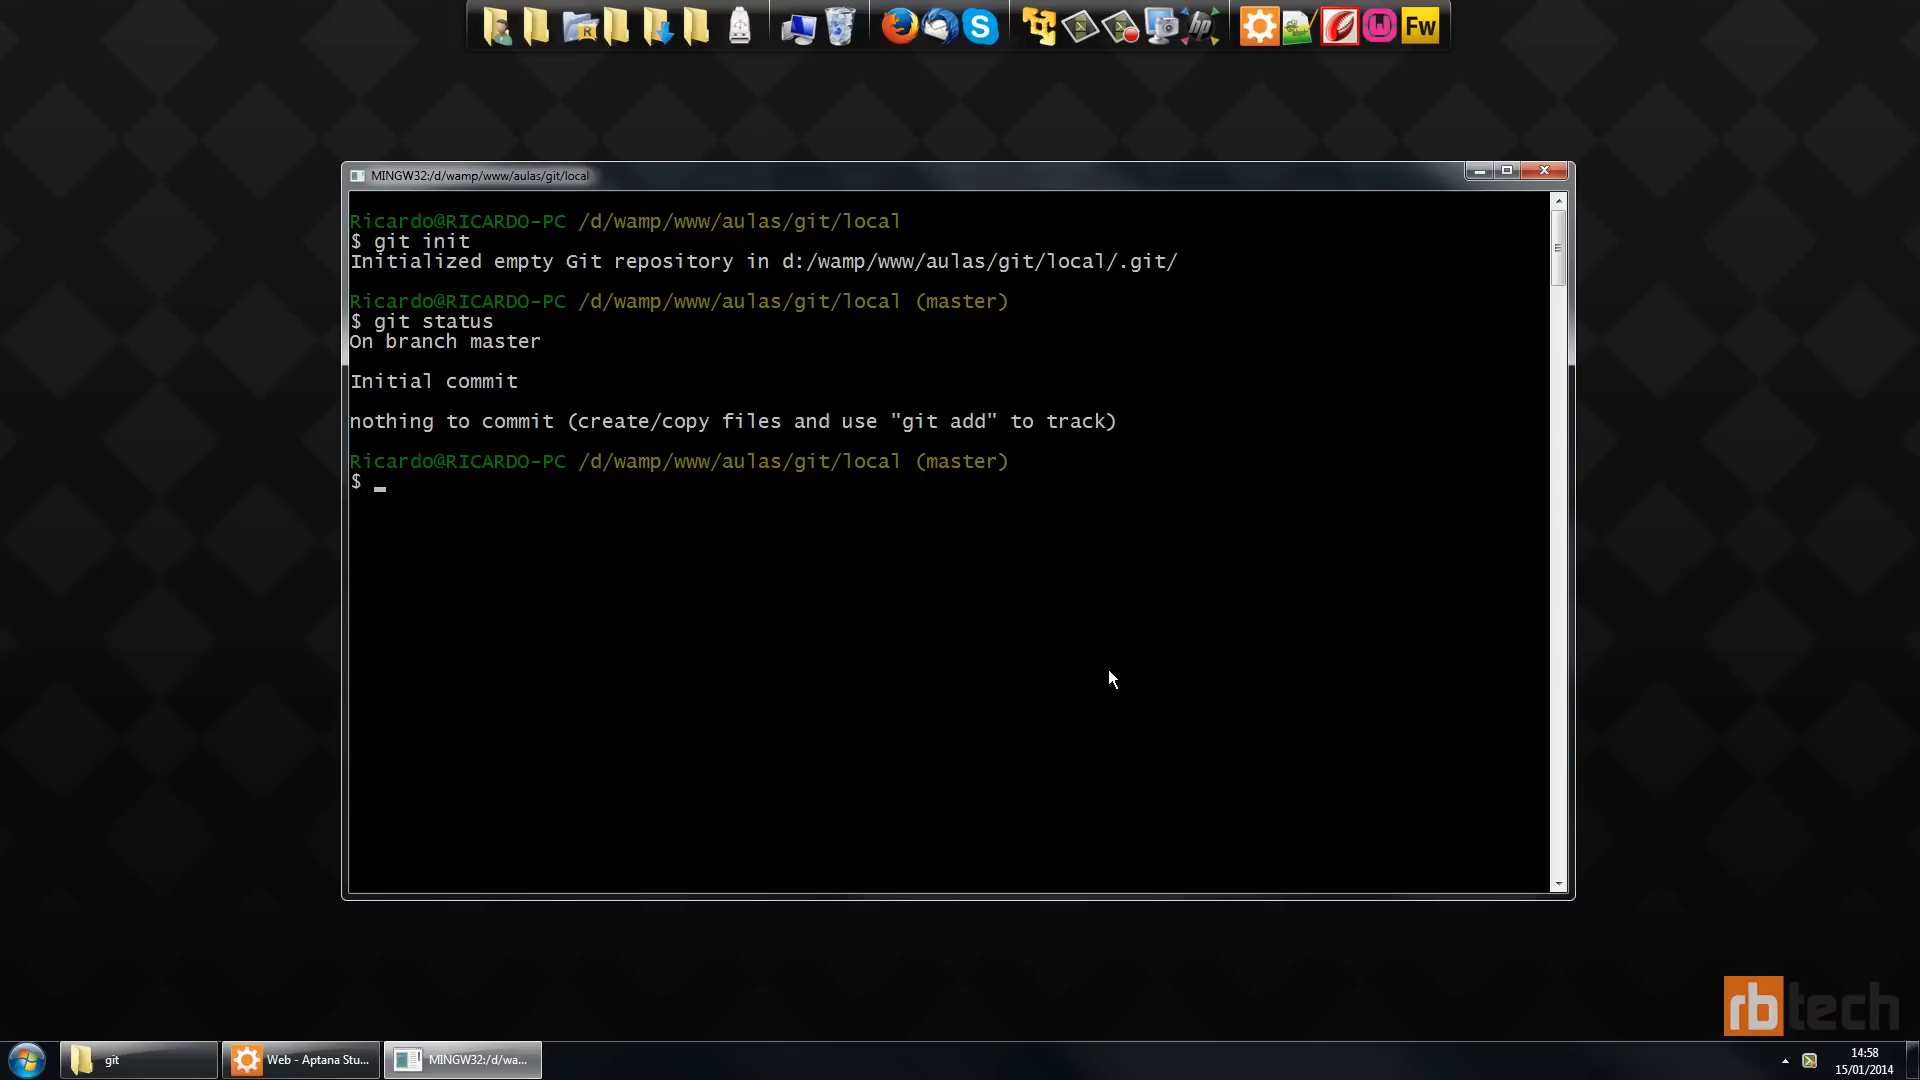 Fw
MINGW32:/d/wamp/www/aulas/git/local
Ricardo@RICARDO-PC /d/wamp/www/aulas/git/local
$ git init
Initialized empty Git repository in d:/wamp/www/aulas/git/local/.git/
Ricardo@RICARDO-PC /d/wamp/www/aulas/git/local (master)
$ git status
On branch master
Initial commit
nothing to commit (create/copy files and use "git add" to track)
Ricardo@RICARDO-PC /d/wamp/www/aulas/git/local (master)
$ _
rbtech
git
Web - Aptana Stu...
MINGW32:/d/wa...
14:58
15/01/2014